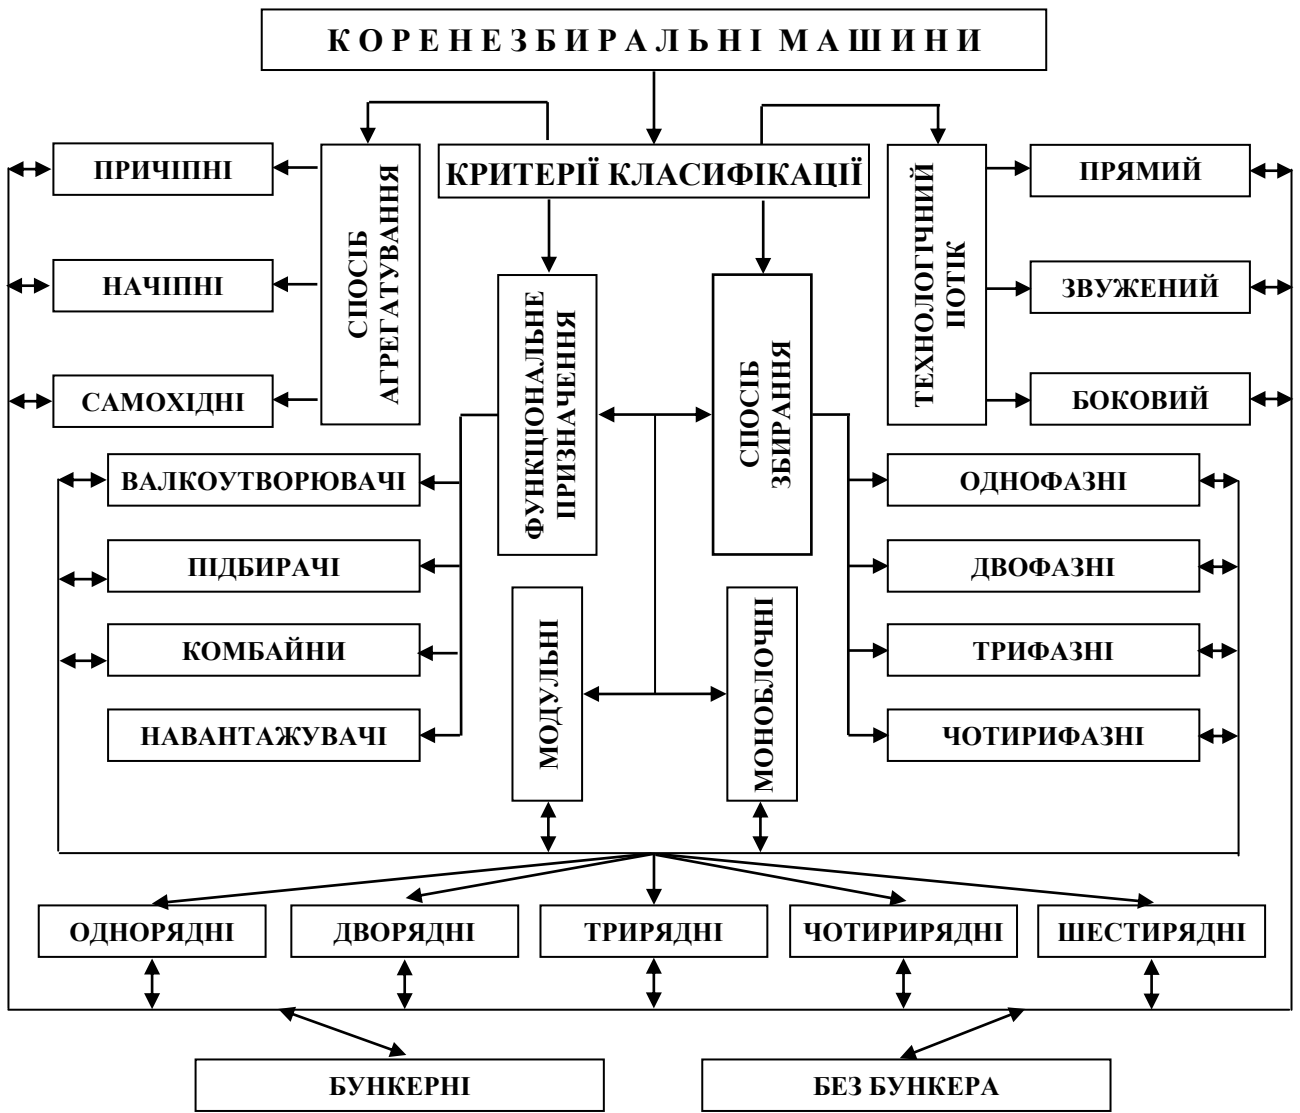 КОРЕНЕЗБИРАЛЬНІ МАШИНИ
КРИТЕРІЇ КЛАСИФІКАЦІЇ
СПОСІБ
АГРЕГАТУВАННЯ
ПРИЧІПНІ
НАЧІПНІ
САМОХІДНІ
ФУНКЦІОНАЛЬНЕ
ПРИЗНАЧЕННЯ
ВАЛКОУТВОРЮВАЧІ
ПІДБИРАЧІ
КОМБАЙНИ
НАВАНТАЖУВАЧІ
СПОСІБ
ЗБИРАННЯ
ОДНОФАЗНІ
ДВОФАЗНІ
ТРИФАЗНІ
ЧОТИРИФАЗНІ
ТЕХНОЛОГІЧНИЙ
ПОТІК
ПРЯМИЙ
ЗВУЖЕНИЙ
БОКОВИЙ
МОДУЛЬНІ
МОНОБЛОЧНІ
ОДНОРЯДНІ
ДВОРЯДНІ
ТРИРЯДНІ
ЧОТИРИРЯДНІ
ШЕСТИРЯДНІ
БУНКЕРНІ
БЕЗ БУНКЕРА